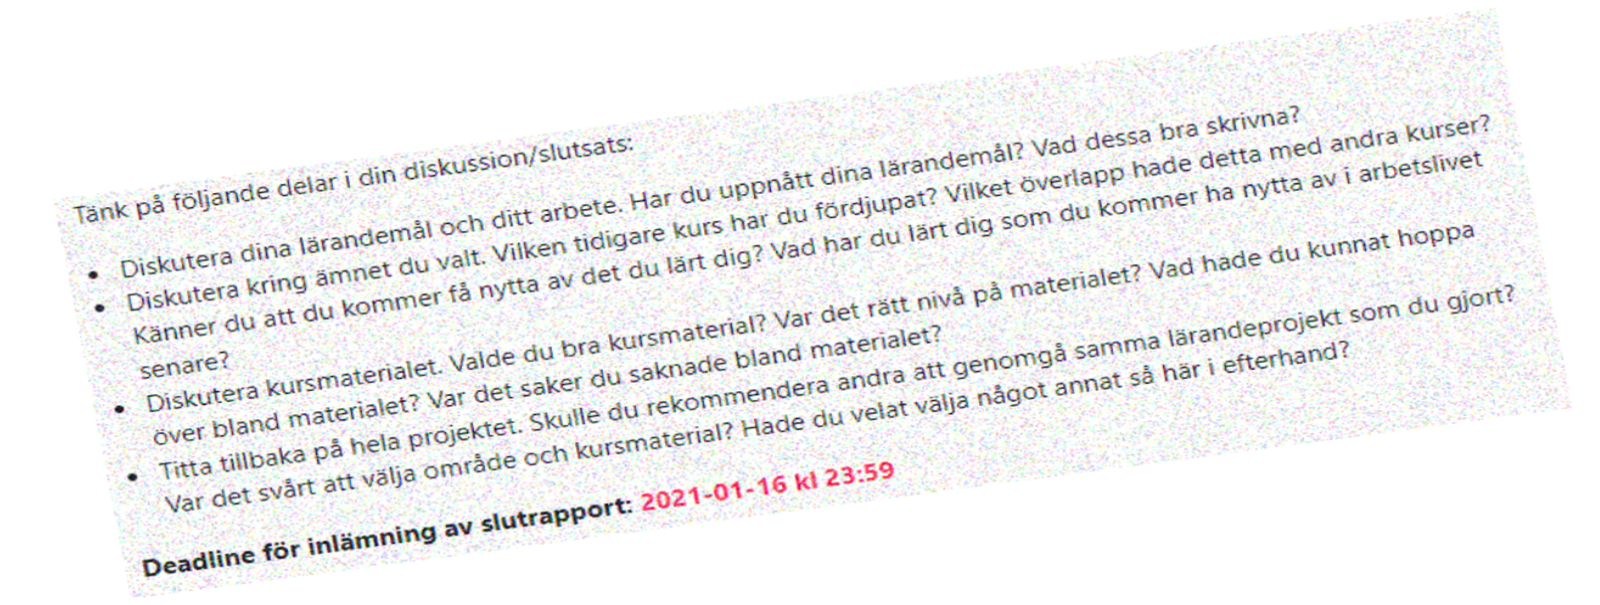 Tänk på följande delar i din diskussion/slutsats:
• Diskutera dina lärandemål och ditt arbete. Har du uppnått dina lärandemål? Vad dessa bra skrivna?
• Diskutera kring ämnet du valt. Vilken tidigare kurs har du fördjupat? Vilket överlapp hade detta med andra kurser?
Känner du att du kommer få nytta av det du lärt dig? Vad har du lärt dig som du kommer ha nytta av i arbetslivet
senare?
• Diskutera kursmaterialet. Valde du bra kursmaterial? Var det rätt nivå på materialet? Vad hade du kunnat hoppa
över bland materialet? Var det saker du saknade bland materialet?
• Titta tillbaka på hela projektet. Skulle du rekommendera andra att genomgå samma lärandeprojekt som du gjort?
Var det svårt att välja område och kursmaterial? Hade du velat välja något annat så här i efterhand?
Deadline för inlämning av slutrapport: 2021-01-16 kl 23:59